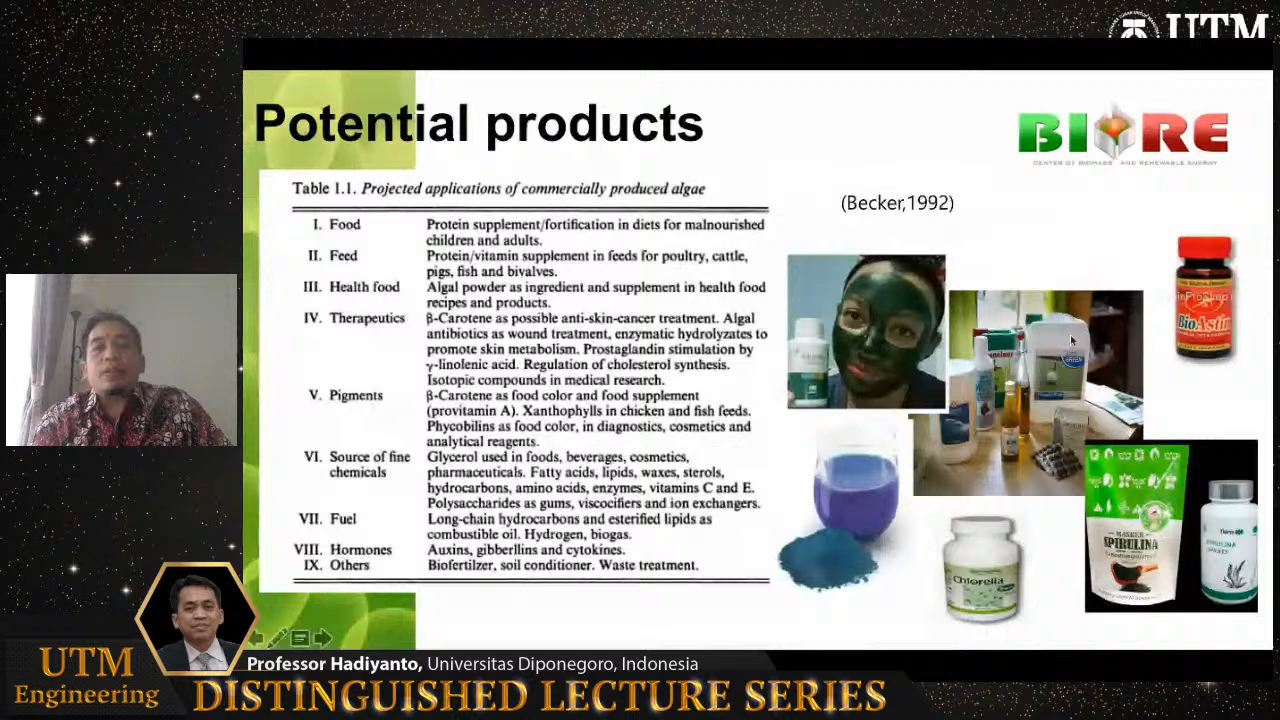 UTM
Potential products
BIORE
CENTER OF BIOMASS AND RENEWABLE ENERGY
Table 1.1. Projected applications of commercially produced algae
(Becker,1992)
I. Food Protein supplement/fortification in diets for malnourished
children and adults.
II. Feed Protein/vitamin supplement in feeds for poultry, cattle,
pigs, fish and bivalves.
III. Health food Algal powder as ingredient and supplement in health food
recipes and products.
IV. Therapeutics β-Carotene as possible anti-skin-cancer treatment. Algal
antibiotics as wound treatment, enzymatic hydrolyzates to
promote skin metabolism. Prostaglandin stimulation by
γ-linolenic acid. Regulation of cholesterol synthesis.
Isotopic compounds in medical research.
V. Pigments β-Carotene as food color and food supplement
(provitamin A). Xanthophylls in chicken and fish feeds.
Phycobilins as food color, in diagnostics, cosmetics and
analytical reagents.
VI. Source of fine Glycerol used in foods, beverages, cosmetics,
chemicals pharmaceuticals. Fatty acids, lipids, waxes, sterols,
hydrocarbons, amino acids, enzymes, vitamins C and E.
Polysaccharides as gums, viscocifiers and ion exchangers.
VII. Fuel Long-chain hydrocarbons and esterified lipids as
combustible oil. Hydrogen, biogas.
VIII. Hormones Auxins, gibberllins and cytokines.
IX. Others Biofertilzer, soil conditioner. Waste treatment.
BioAstin
GREEN
MASKER
SPIRULINA
Chlorella
UTM
Engineering
Professor Hadiyanto, Universitas Diponegoro, Indonesia
DISTINGUISHED LECTURE SERIES